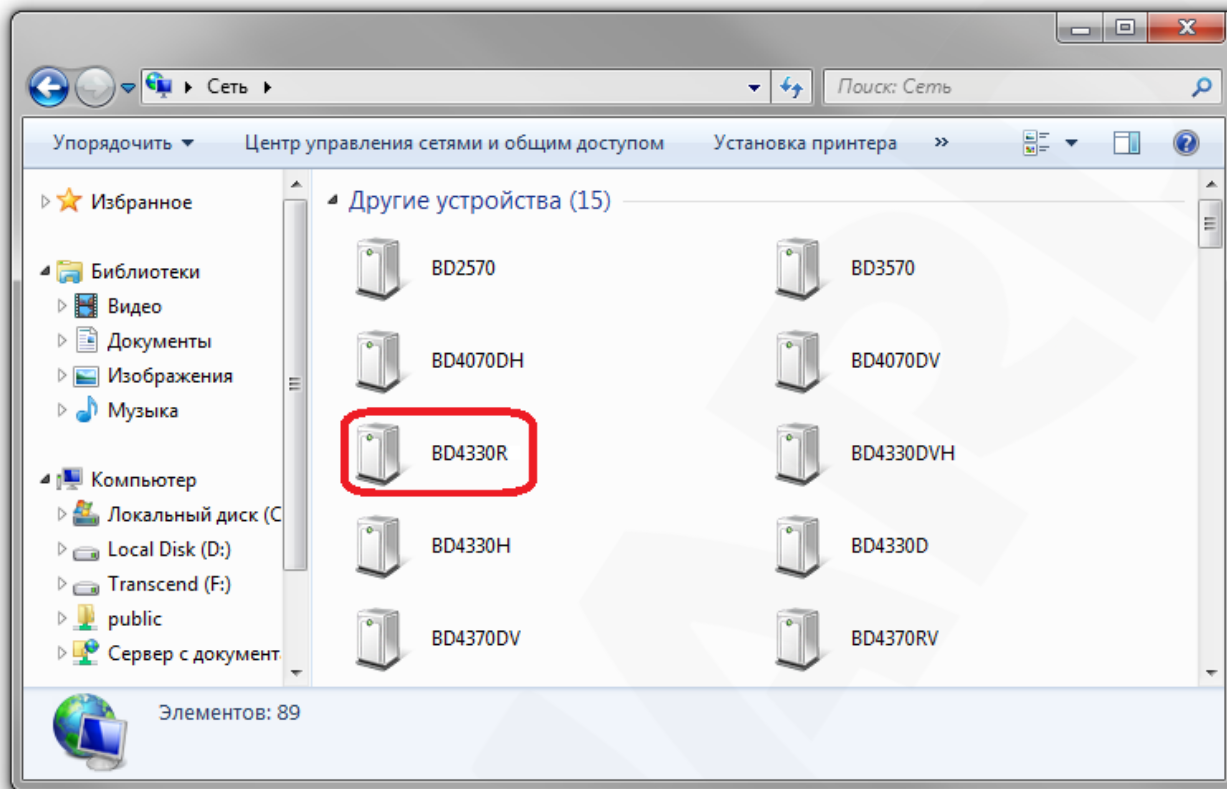 Сеть
Поиск: Сеть
Упорядочить Центр управления сетями и общим доступом Установка принтера »
Избранное
Библиотеки
Видео
Документы
Изображения
Музыка
Компьютер
Локальный диск (C
Local Disk (D:)
Transcend (F:)
public
Сервер с документ
Другие устройства (15)
BD2570 BD3570
BD4070DH BD4070DV
BD4330R BD4330DVH
BD4330H BD4330D
BD4370DV BD4370RV
Элементов: 89